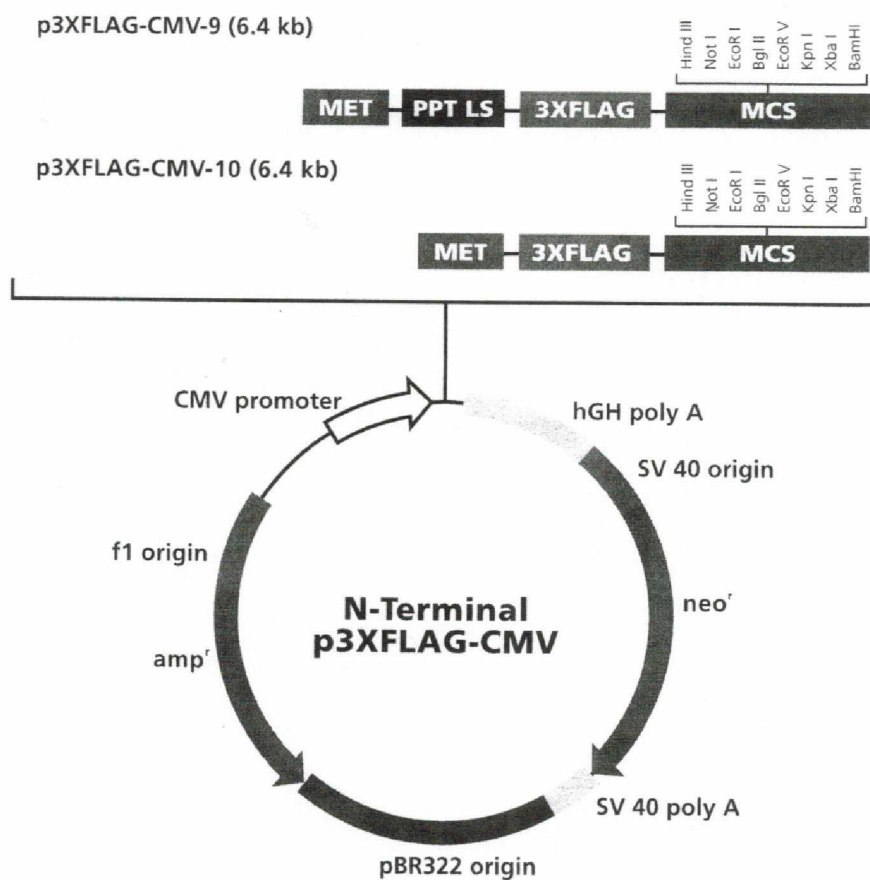 p3XFLAG-CMV-9 (6.4 kb)
Hind III
Not I
EcoR I
Bgl II
EcoR V
Kpn I
Xba I
BamHI
MET PPT LS 3XFLAG MCS
p3XFLAG-CMV-10 (6.4 kb)
Hind III
Not I
EcoR I
Bgl II
EcoR V
Kpn I
Xba I
BamHI
MET 3XFLAG MCS
CMV promoter
hGH poly A
SV 40 origin
f1 origin
neoʳ
N-Terminal
p3XFLAG-CMV
ampʳ
SV 40 poly A
pBR322 origin